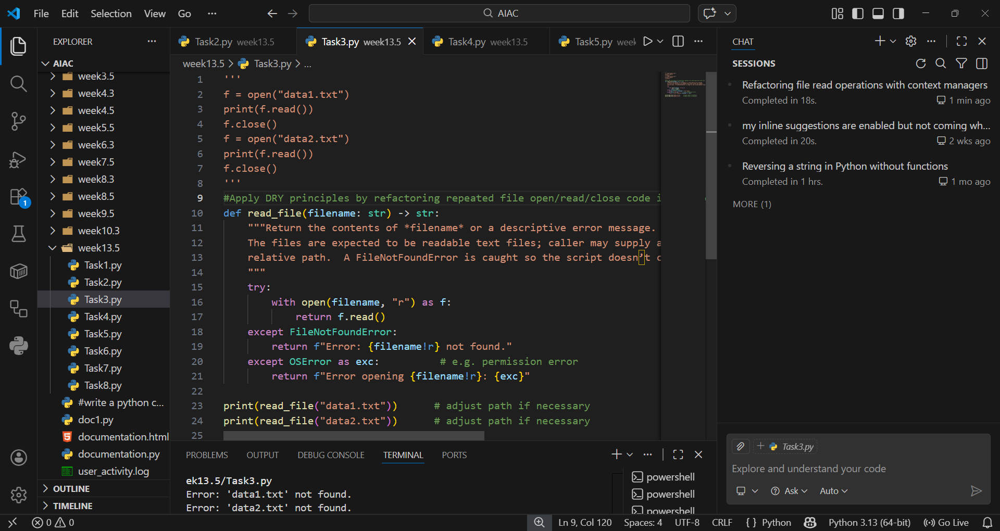 File Edit Selection View Go ··· AIAC
EXPLORER
AIAC
week3.5
week4.3
week4.5
week5.5
week6.3
week7.5
week8.3
week8.5
week9.5
week10.3
week13.5
Task1.py
Task2.py
Task3.py
Task4.py
Task5.py
Task6.py
Task7.py
Task8.py
#write a python c...
doc1.py
documentation.html
documentation.py
user_activity.log
OUTLINE
TIMELINE
1
Task2.py week13.5 Task3.py week13.5 Task4.py week13.5 Task5.py week
week13.5 > Task3.py > ...
1 '''
2 f = open("data1.txt")
3 print(f.read())
4 f.close()
5 f = open("data2.txt")
6 print(f.read())
7 f.close()
8 '''
9 #Apply DRY principles by refactoring repeated file open/read/close code i
10 def read_file(filename: str) -> str:
11 """Return the contents of *filename* or a descriptive error message.
12 The files are expected to be readable text files; caller may supply a
13 relative path.  A FileNotFoundError is caught so the script doesn’t c
14 """
15 try:
16 with open(filename, "r") as f:
17 return f.read()
18 except FileNotFoundError:
19 return f"Error: {filename!r} not found."
20 except OSError as exc: # e.g. permission error
21 return f"Error opening {filename!r}: {exc}"
22
23 print(read_file("data1.txt")) # adjust path if necessary
24 print(read_file("data2.txt")) # adjust path if necessary
25
PROBLEMS OUTPUT DEBUG CONSOLE TERMINAL PORTS
ek13.5/Task3.py
Error: 'data1.txt' not found.
Error: 'data2.txt' not found.
powershell
powershell
powershell
CHAT
SESSIONS
Refactoring file read operations with context managers
Completed in 18s. 1 min ago
my inline suggestions are enabled but not coming wh...
Completed in 20s. 2 wks ago
Reversing a string in Python without functions
Completed in 1 hrs. 1 mo ago
MORE (1)
+ Task3.py
Explore and understand your code
Ask Auto
0 0 Ln 9, Col 120 Spaces: 4 UTF-8 CRLF { } Python Python 3.13 (64-bit) Go Live